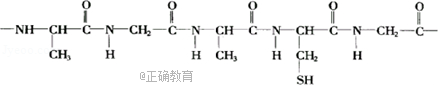 O O O O O
—NH—CH—C—N—CH₂—C—N—CH—C—N—CH—C—N—CH₂—C—
CH₃ H H CH₃ H CH₂ H
SH
@正确教育